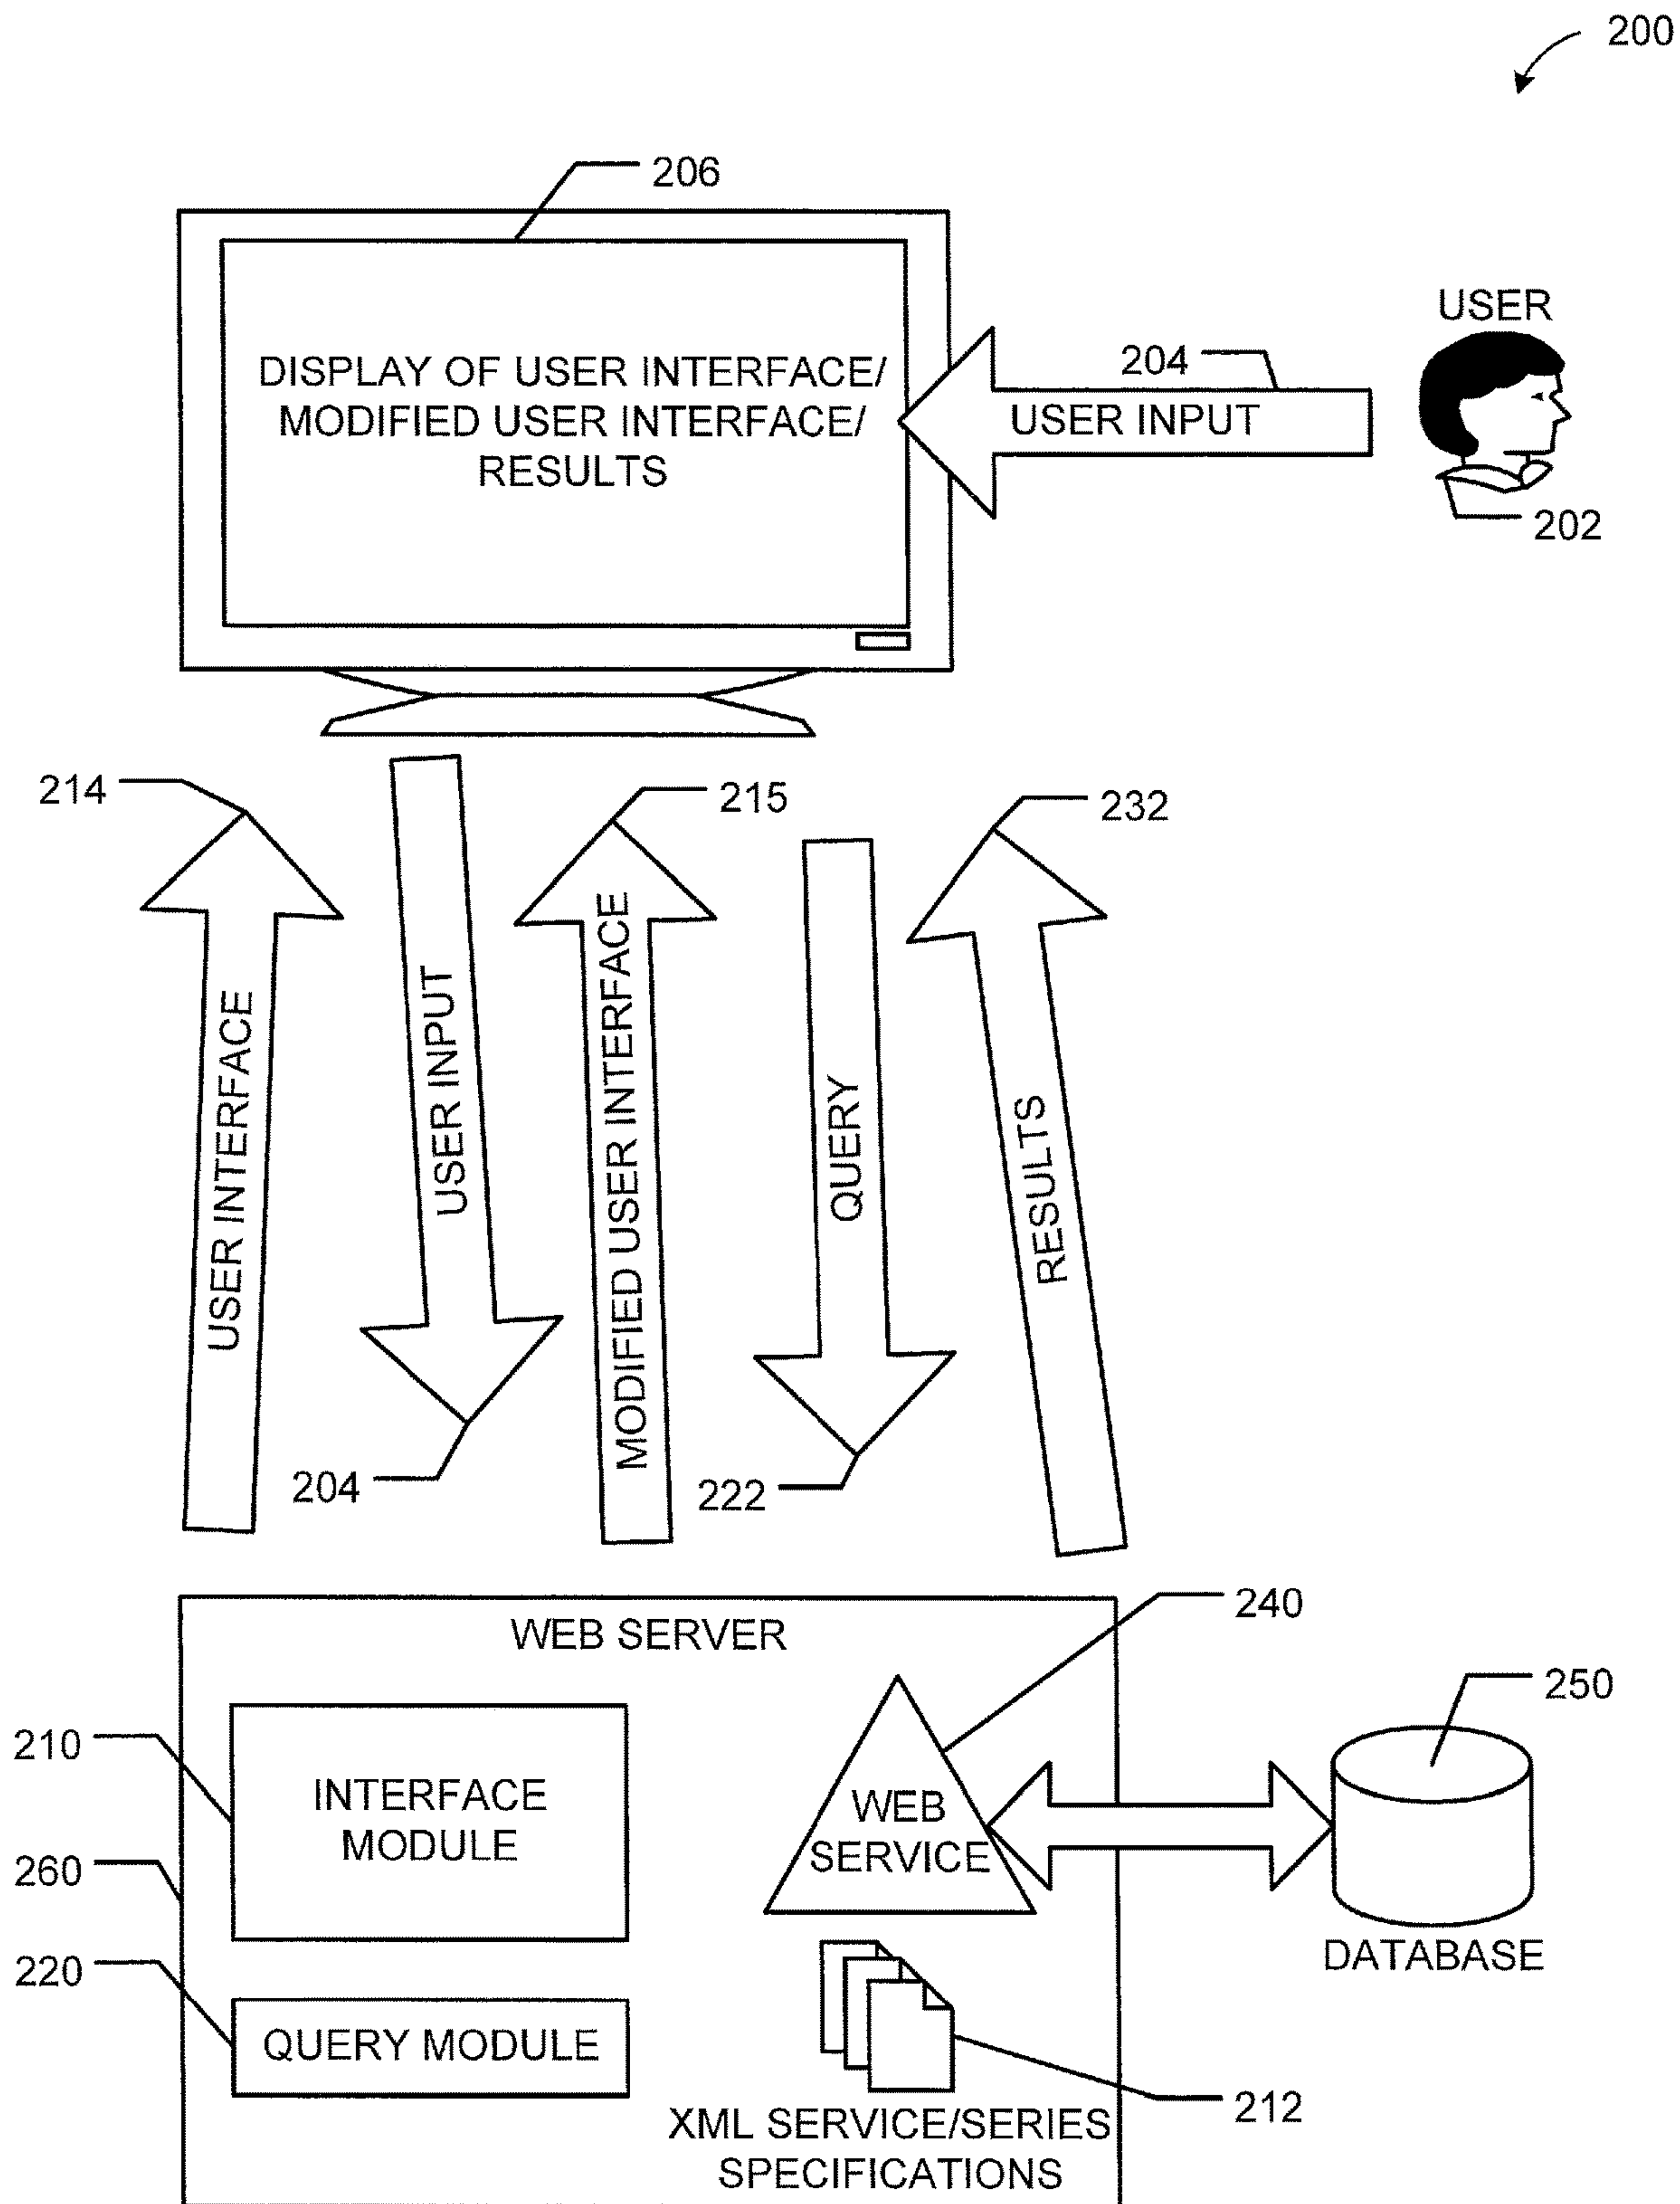 200
206
DISPLAY OF USER INTERFACE/
MODIFIED USER INTERFACE/
RESULTS
204
USER INPUT
USER
202
214
USER INTERFACE
USER INPUT
204
215
MODIFIED USER INTERFACE
QUERY
222
232
RESULTS
WEB SERVER
240
250
210
INTERFACE
MODULE
WEB
SERVICE
260
DATABASE
220
QUERY MODULE
212
XML SERVICE/SERIES
SPECIFICATIONS